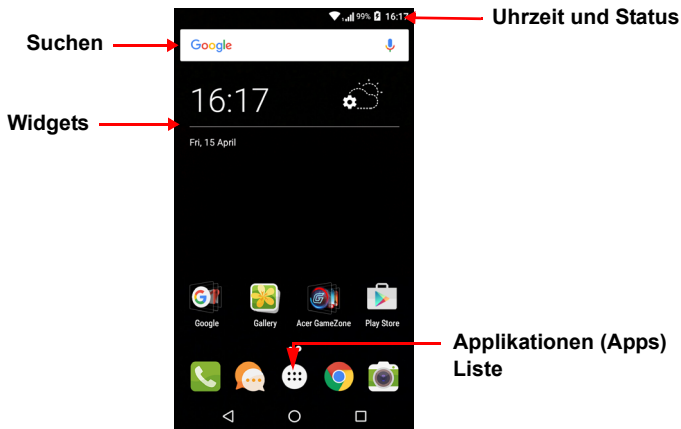 99% 16:17
Uhrzeit und Status
Suchen
Google
16:17
Widgets
Fri, 15 April
Google Gallery Acer GameZone Play Store
Applikationen (Apps)
Liste